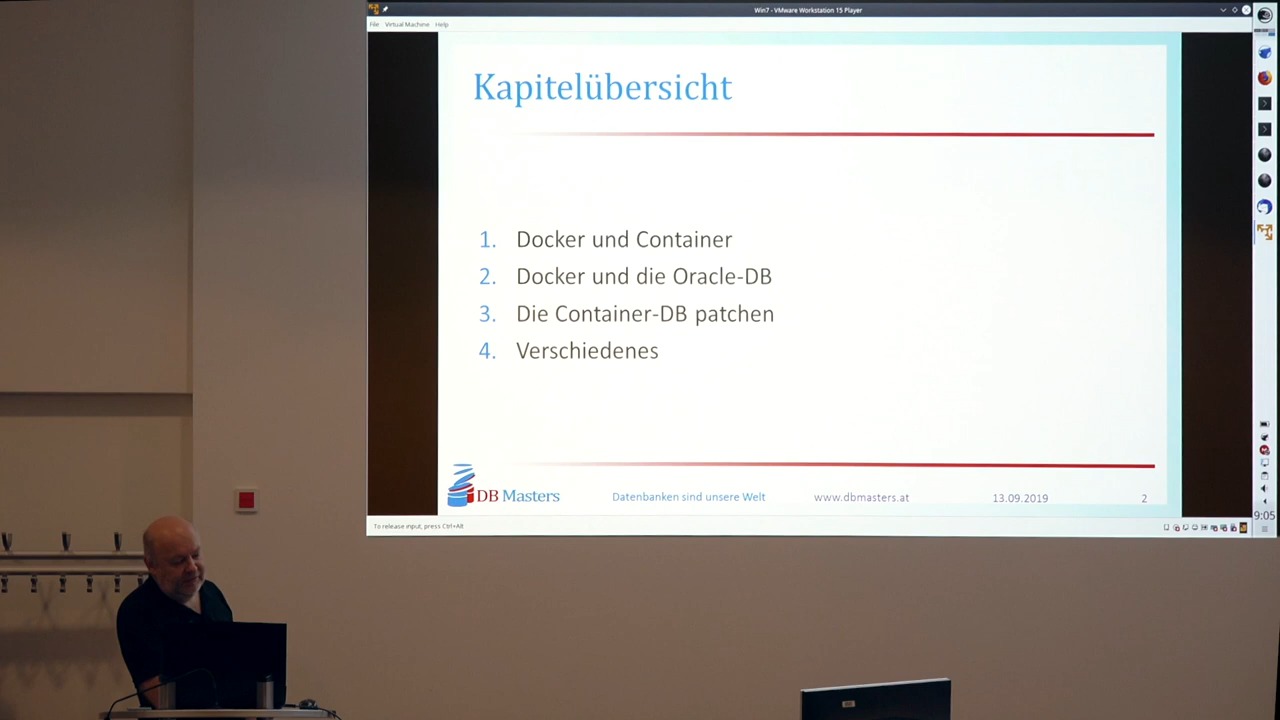 Win7 - VMware Workstation 15 Player
File Virtual Machine Help
Kapitelübersicht
1. Docker und Container
2. Docker und die Oracle-DB
3. Die Container-DB patchen
4. Verschiedenes
DB Masters Datenbanken sind unsere Welt www.dbmasters.at 13.09.2019 2
9:05
To release input, press Ctrl+Alt